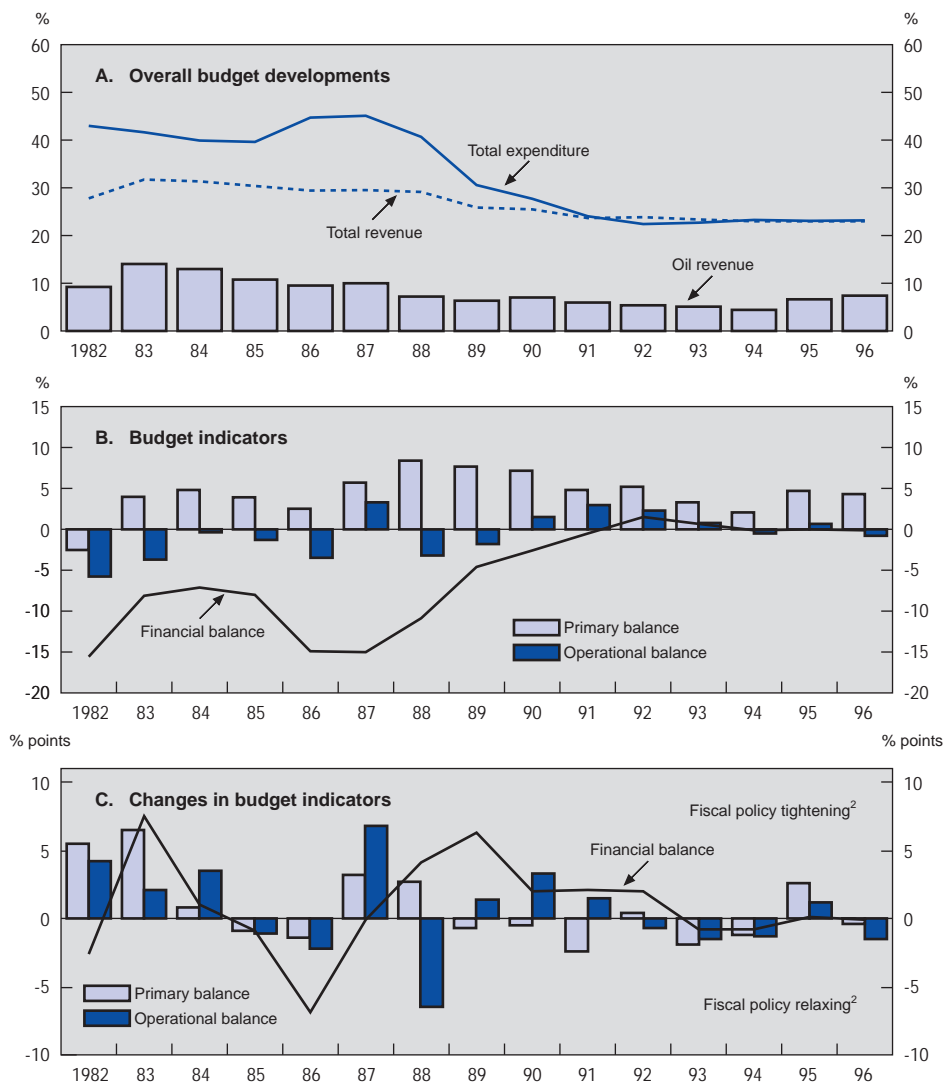 % %
60 60
A. Overall budget developments
50 50
40 40
Total expenditure
30 30
Total revenue
20 20
Oil revenue
10 10
0 0
1982 83 84 85 86 87 88 89 90 91 92 93 94 95 96
% %
15 15
B. Budget indicators
10 10
5 5
0 0
-5 -5
-10 -10
Financial balance
Primary balance
-15 -15
Operational balance
-20 -20
1982 83 84 85 86 87 88 89 90 91 92 93 94 95 96
% points % points
10 10
C. Changes in budget indicators
Fiscal policy tightening²
Financial balance
5 5
0 0
-5 -5
Primary balance
Fiscal policy relaxing²
Operational balance
-10 -10
1982 83 84 85 86 87 88 89 90 91 92 93 94 95 96